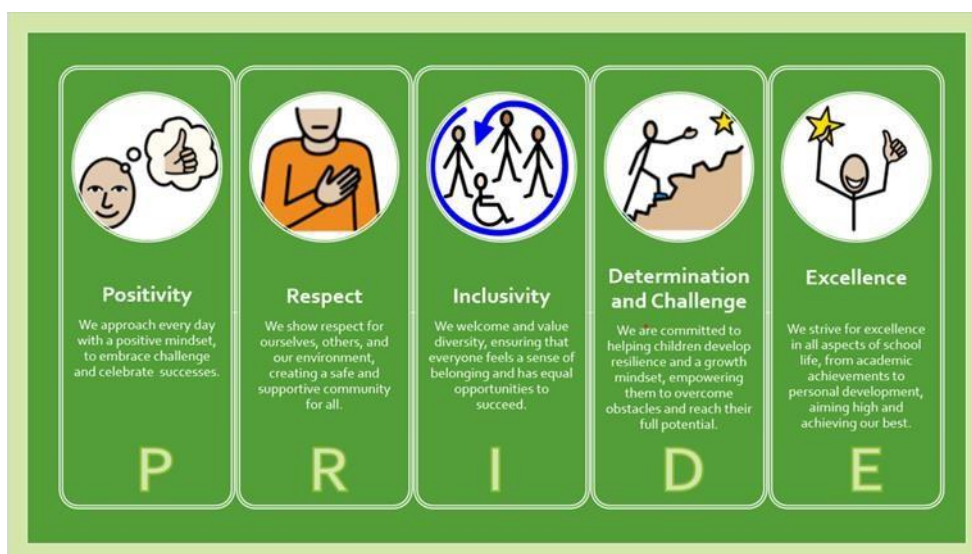 Positivity
We approach every day
with a positive mindset,
to embrace challenge
and celebrate successes.
P
Respect
We show respect for
ourselves, others, and
our environment,
creating a safe and
supportive community
for all.
R
Inclusivity
We welcome and value
diversity, ensuring that
everyone feels a sense of
belonging and has equal
opportunities to
succeed.
I
Determination
and Challenge
We are committed to
helping children develop
resilience and a growth
mindset, empowering
them to overcome
obstacles and reach their
full potential.
D
Excellence
We strive for excellence
in all aspects of school
life, from academic
achievements to
personal development,
aiming high and
achieving our best.
E